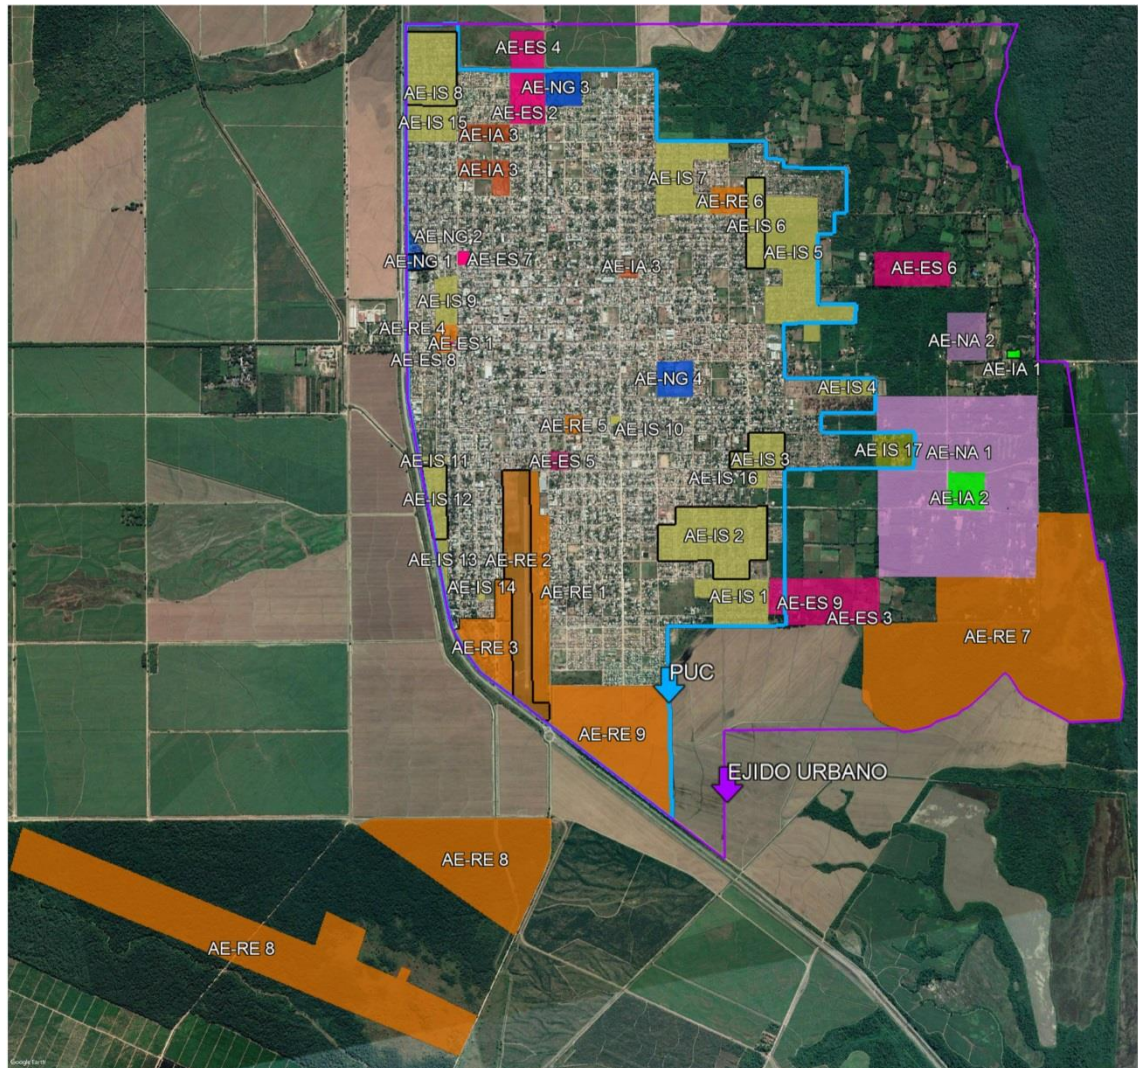 AE-ES 4
AE-IS 8
AE-NG 3
AE-ES 2
AE-IS 15
AE-IA 3
AE-IA 3
AE-IS 7
AE-RE 6
AE-IS 6
AE-NG 2
AE-IS 5
AE-NG 1
AE-ES 7
AE-IA 3
AE-ES 6
AE-IS 9
AE-RE 4
AE-ES 1
AE-NA 2
AE-ES 8
AE-IA 1
AE-NG 4
AE-IS 4
AE-RE 5
AE-IS 10
AE-IS 17
AE-NA 1
AE-IS 11
AE-ES 5
AE-IS 3
AE-IS 16
AE-IS 12
AE-IA 2
AE-IS 2
AE-IS 13
AE-RE 2
AE-IS 14
AE-RE 1
AE-IS 1
AE-ES 9
AE-ES 3
AE-RE 3
AE-RE 7
PUC
AE-RE 9
EJIDO URBANO
AE-RE 8
AE-RE 8
Google Earth